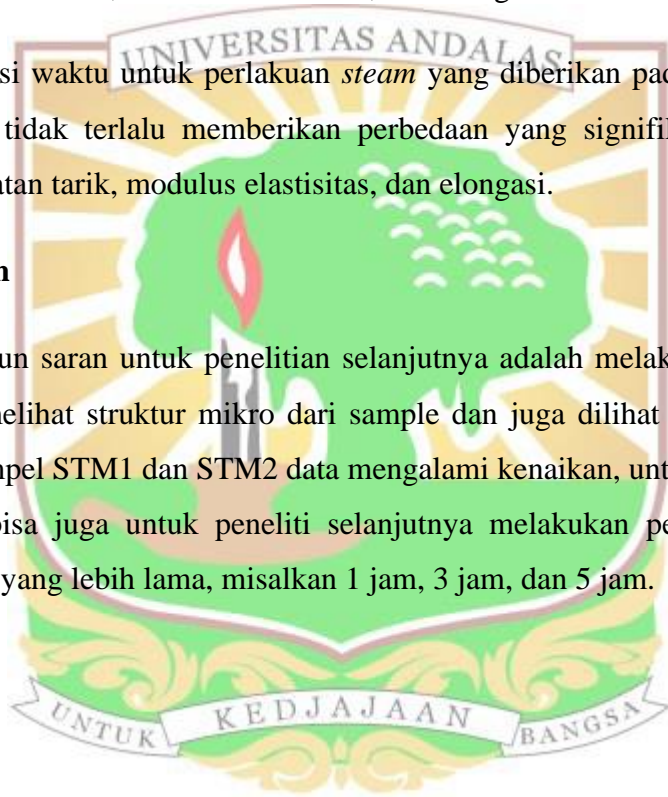 UNIVERSITAS ANDALAS
si waktu untuk perlakuan steam yang diberikan pad
tidak terlalu memberikan perbedaan yang signifi
atan tarik, modulus elastisitas, dan elongasi.
n
un saran untuk penelitian selanjutnya adalah melak
melihat struktur mikro dari sample dan juga dilihat
npel STM1 dan STM2 data mengalami kenaikan, unt
bisa juga untuk peneliti selanjutnya melakukan pe
yang lebih lama, misalkan 1 jam, 3 jam, dan 5 jam.
UNTUK KEDJAJAAN BANGSA